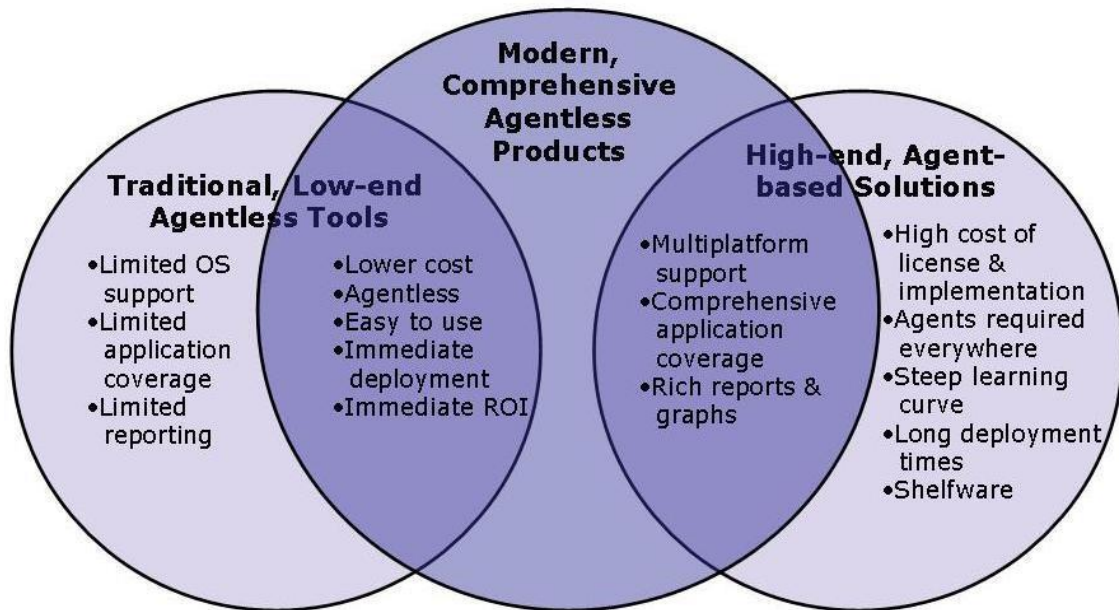 Modern,
Comprehensive
Agentless
Products
Traditional, Low-end
Agentless Tools
•Limited OS
support
•Limited
application
coverage
•Limited
reporting
•Lower cost
•Agentless
•Easy to use
•Immediate
deployment
•Immediate ROI
High-end, Agent-
based Solutions
•Multiplatform
support
•Comprehensive
application
coverage
•Rich reports &
graphs
•High cost of
license &
implementation
•Agents required
everywhere
•Steep learning
curve
•Long deployment
times
•Shelfware